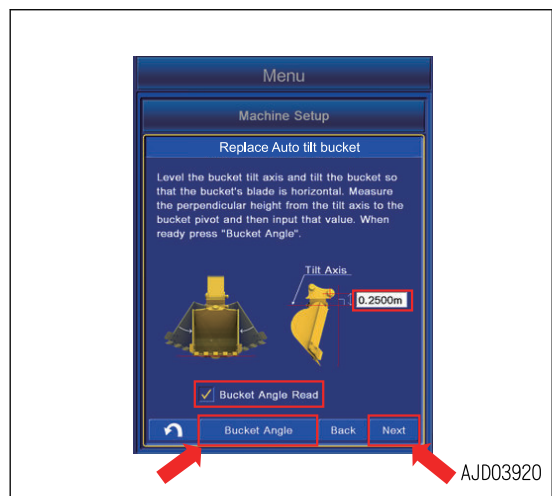 Menu
Machine Setup
Replace Auto tilt bucket
Level the bucket tilt axis and tilt the bucket so
that the bucket's blade is horizontal. Measure
the perpendicular height from the tilt axis to the
bucket pivot and then input that value. When
ready press "Bucket Angle".
Tilt Axis
0.2500m
Bucket Angle Read
Bucket Angle Back Next
AJD03920